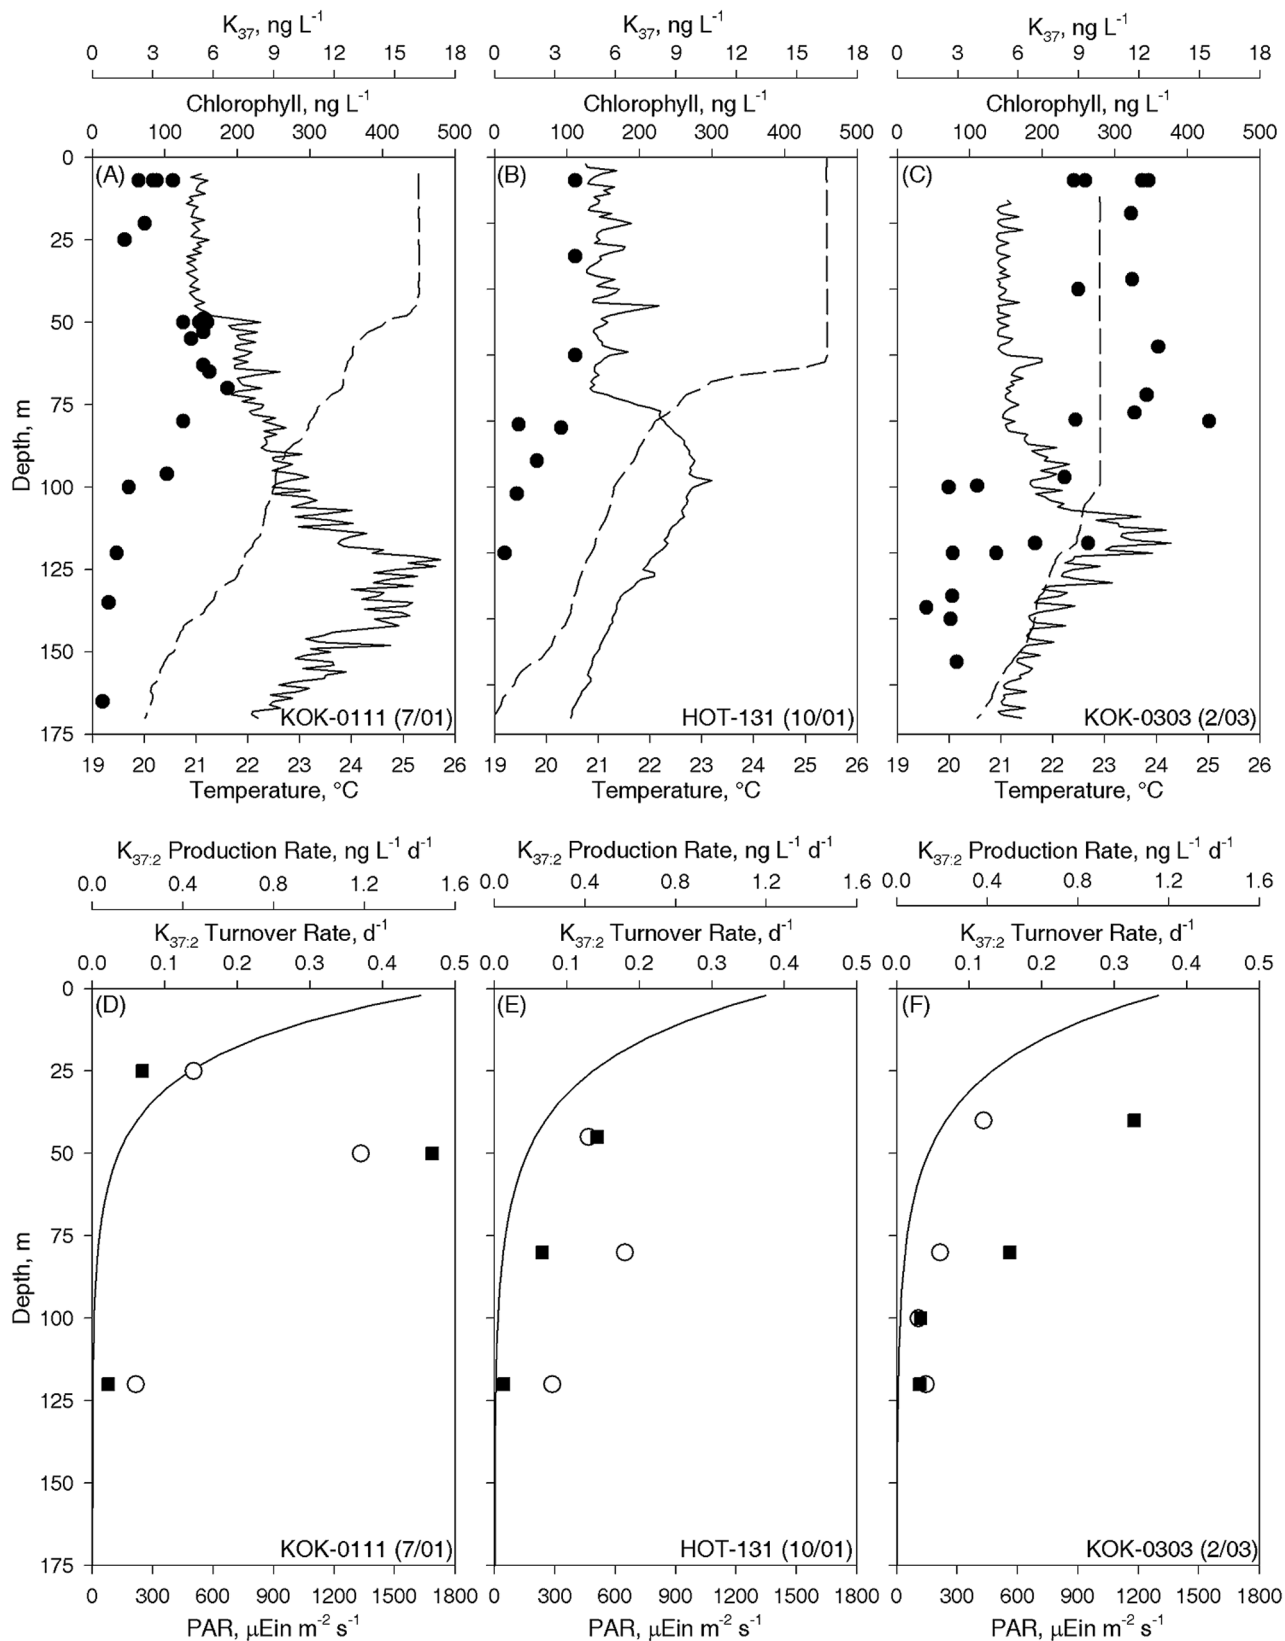 K37, ng L-1 K37, ng L-1 K37, ng L-1
0 3 6 9 12 15 18 0 3 6 9 12 15 18 0 3 6 9 12 15 18
Chlorophyll, ng L-1 Chlorophyll, ng L-1 Chlorophyll, ng L-1
0 100 200 300 400 500 0 100 200 300 400 500 0 100 200 300 400 500
0 (A) (B) (C)
25
50
75
Depth, m
100
125
150
KOK-0111 (7/01) HOT-131 (10/01) KOK-0303 (2/03)
175
19 20 21 22 23 24 25 26 19 20 21 22 23 24 25 26 19 20 21 22 23 24 25 26
Temperature, °C Temperature, °C Temperature, °C
K37:2 Production Rate, ng L-1 d-1 K37:2 Production Rate, ng L-1 d-1 K37:2 Production Rate, ng L-1 d-1
0.0 0.4 0.8 1.2 1.6 0.0 0.4 0.8 1.2 1.6 0.0 0.4 0.8 1.2 1.6
K37:2 Turnover Rate, d-1 K37:2 Turnover Rate, d-1 K37:2 Turnover Rate, d-1
0.0 0.1 0.2 0.3 0.4 0.5 0.0 0.1 0.2 0.3 0.4 0.5 0.0 0.1 0.2 0.3 0.4 0.5
0 (D) (E) (F)
25
50
75
Depth, m
100
125
150
KOK-0111 (7/01) HOT-131 (10/01) KOK-0303 (2/03)
175
0 300 600 900 1200 1500 1800 0 300 600 900 1200 1500 1800 0 300 600 900 1200 1500 1800
PAR, μEin m-2 s-1 PAR, μEin m-2 s-1 PAR, μEin m-2 s-1